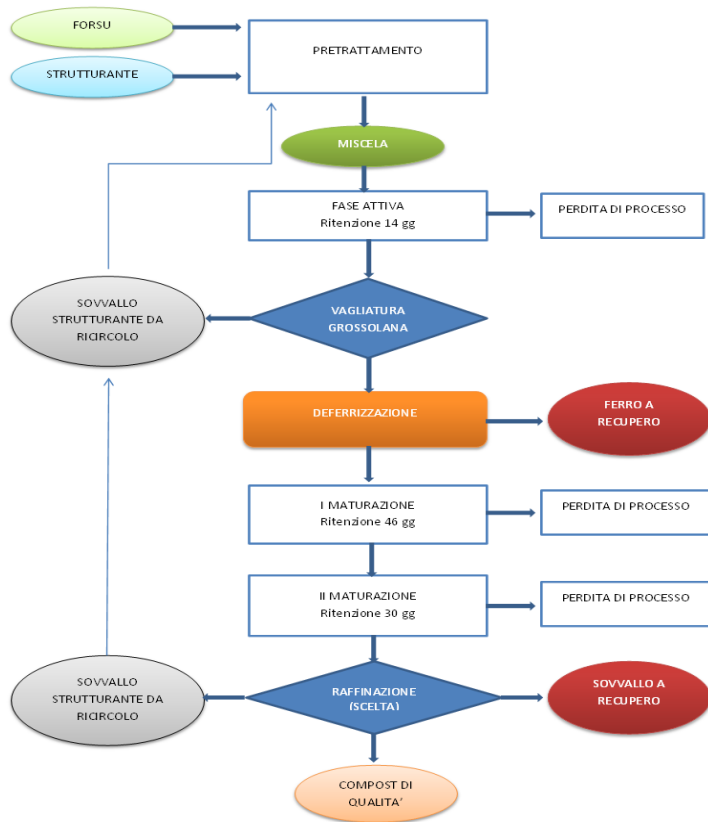 FORSU
STRUTTURANTE
PRETRATTAMENTO
MISCELA
FASE ATTIVA
Ritenzione 14 gg
PERDITA DI PROCESSO
SOVVALLO
STRUTTURANTE DA
RICIRCOLO
VAGLIATURA
GROSSOLANA
DEFERRIZZAZIONE
FERRO A
RECUPERO
I MATURAZIONE
Ritenzione 46 gg
PERDITA DI PROCESSO
II MATURAZIONE
Ritenzione 30 gg
PERDITA DI PROCESSO
SOVVALLO
STRUTTURANTE DA
RICIRCOLO
RAFFINAZIONE
(SCELTA)
SOVVALLO A
RECUPERO
COMPOST DI
QUALITA’